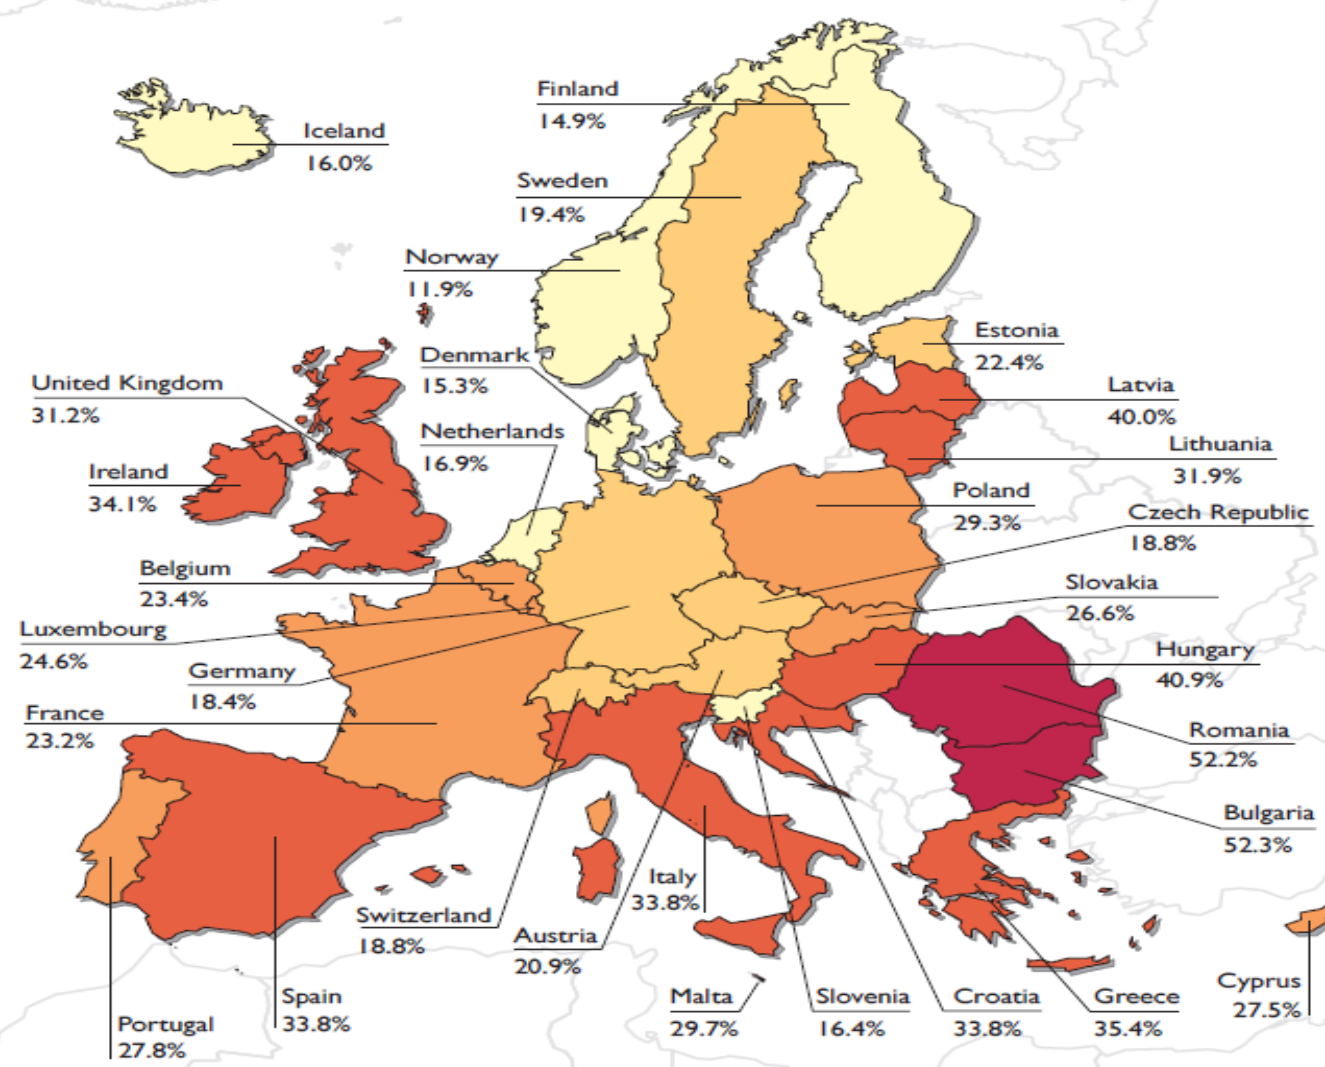 Finland
14.9%
Iceland
16.0%
Sweden
19.4%
Norway
11.9%
Estonia
22.4%
Denmark
15.3%
United Kingdom
31.2%
Latvia
40.0%
Netherlands
16.9%
Lithuania
31.9%
Ireland
34.1%
Poland
29.3%
Czech Republic
18.8%
Belgium
23.4%
Slovakia
26.6%
Luxembourg
24.6%
Hungary
40.9%
Germany
18.4%
France
23.2%
Romania
52.2%
Bulgaria
52.3%
Italy
33.8%
Switzerland
18.8%
Austria
20.9%
Cyprus
27.5%
Spain
33.8%
Malta
29.7%
Slovenia
16.4%
Croatia
33.8%
Greece
35.4%
Portugal
27.8%